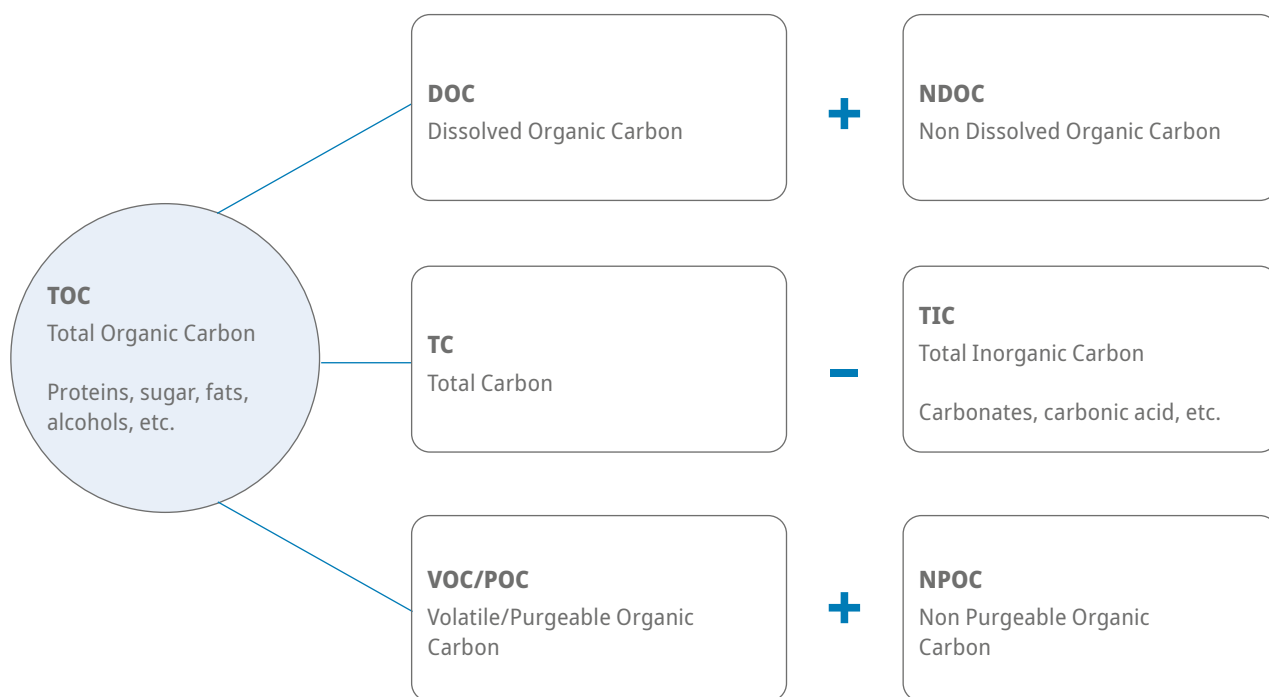 DOC
Dissolved Organic Carbon
+
NDOC
Non Dissolved Organic Carbon
TOC
Total Organic Carbon
Proteins, sugar, fats,
alcohols, etc.
TC
Total Carbon
−
TIC
Total Inorganic Carbon
Carbonates, carbonic acid, etc.
VOC/POC
Volatile/Purgeable Organic
Carbon
+
NPOC
Non Purgeable Organic
Carbon